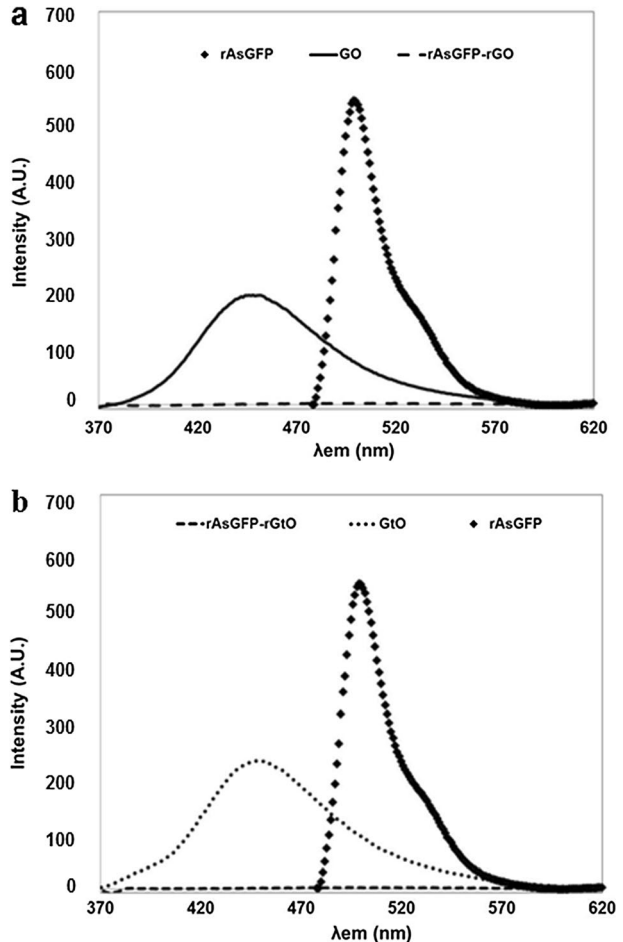 a
700
rAsGFP GO rAsGFP-rGO
600
500
400
300
200
100
0
Intensity (A.U.)
370 420 470 520 570 620
λem (nm)
b
700
rAsGFP-rGtO GtO rAsGFP
600
500
400
300
200
100
0
Intensity (A.U.)
370 420 470 520 570 620
λem (nm)